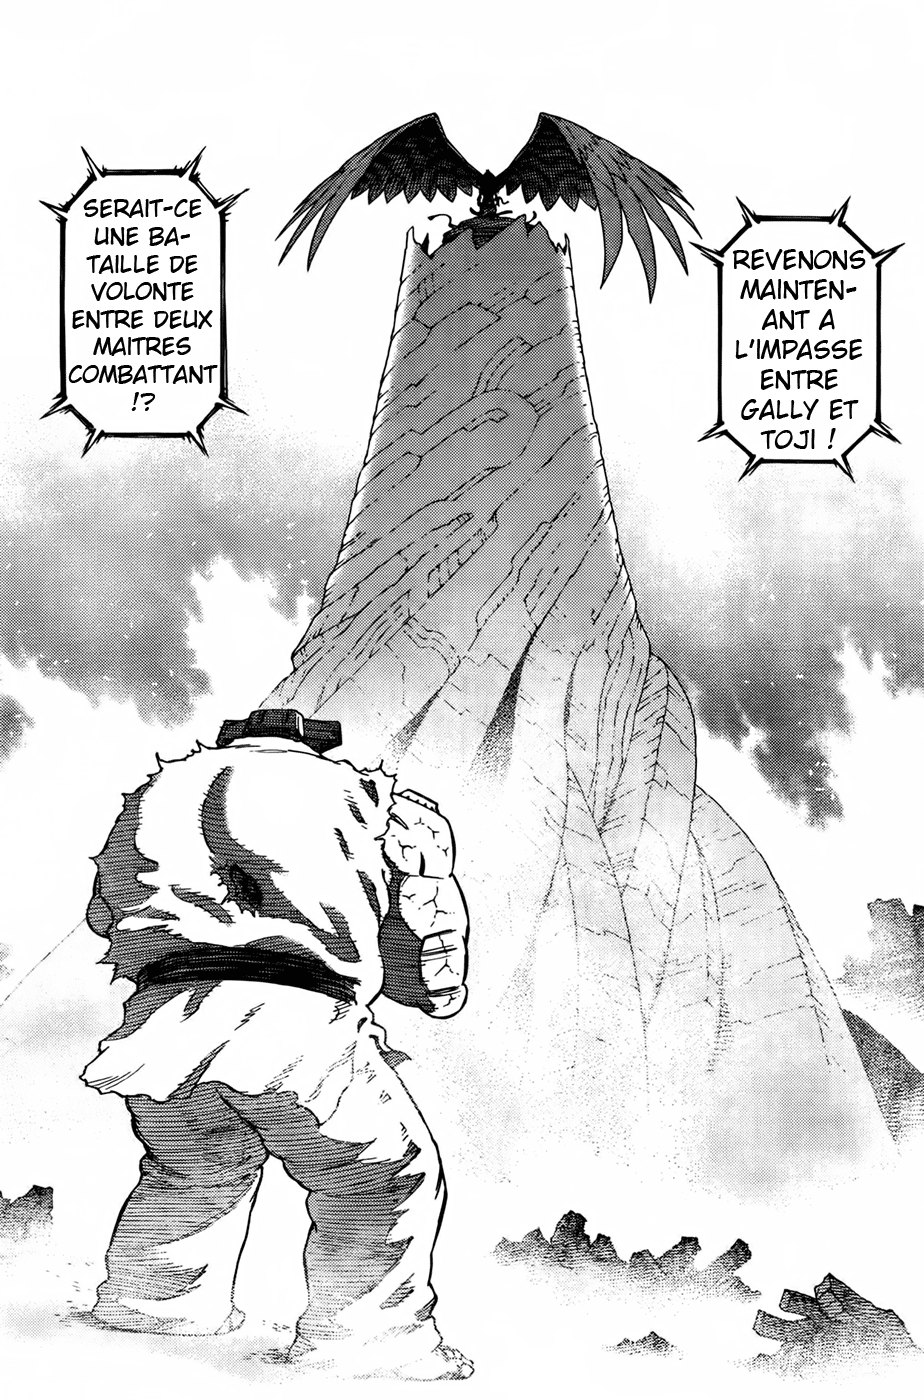 REVENONS
MAINTEN-
ANT A
L'IMPASSE
ENTRE
GALLY ET
TOJI !
SERAIT-CE
UNE BA-
TAILLE DE
VOLONTE
ENTRE DEUX
MAITRES
COMBATTANT
!?